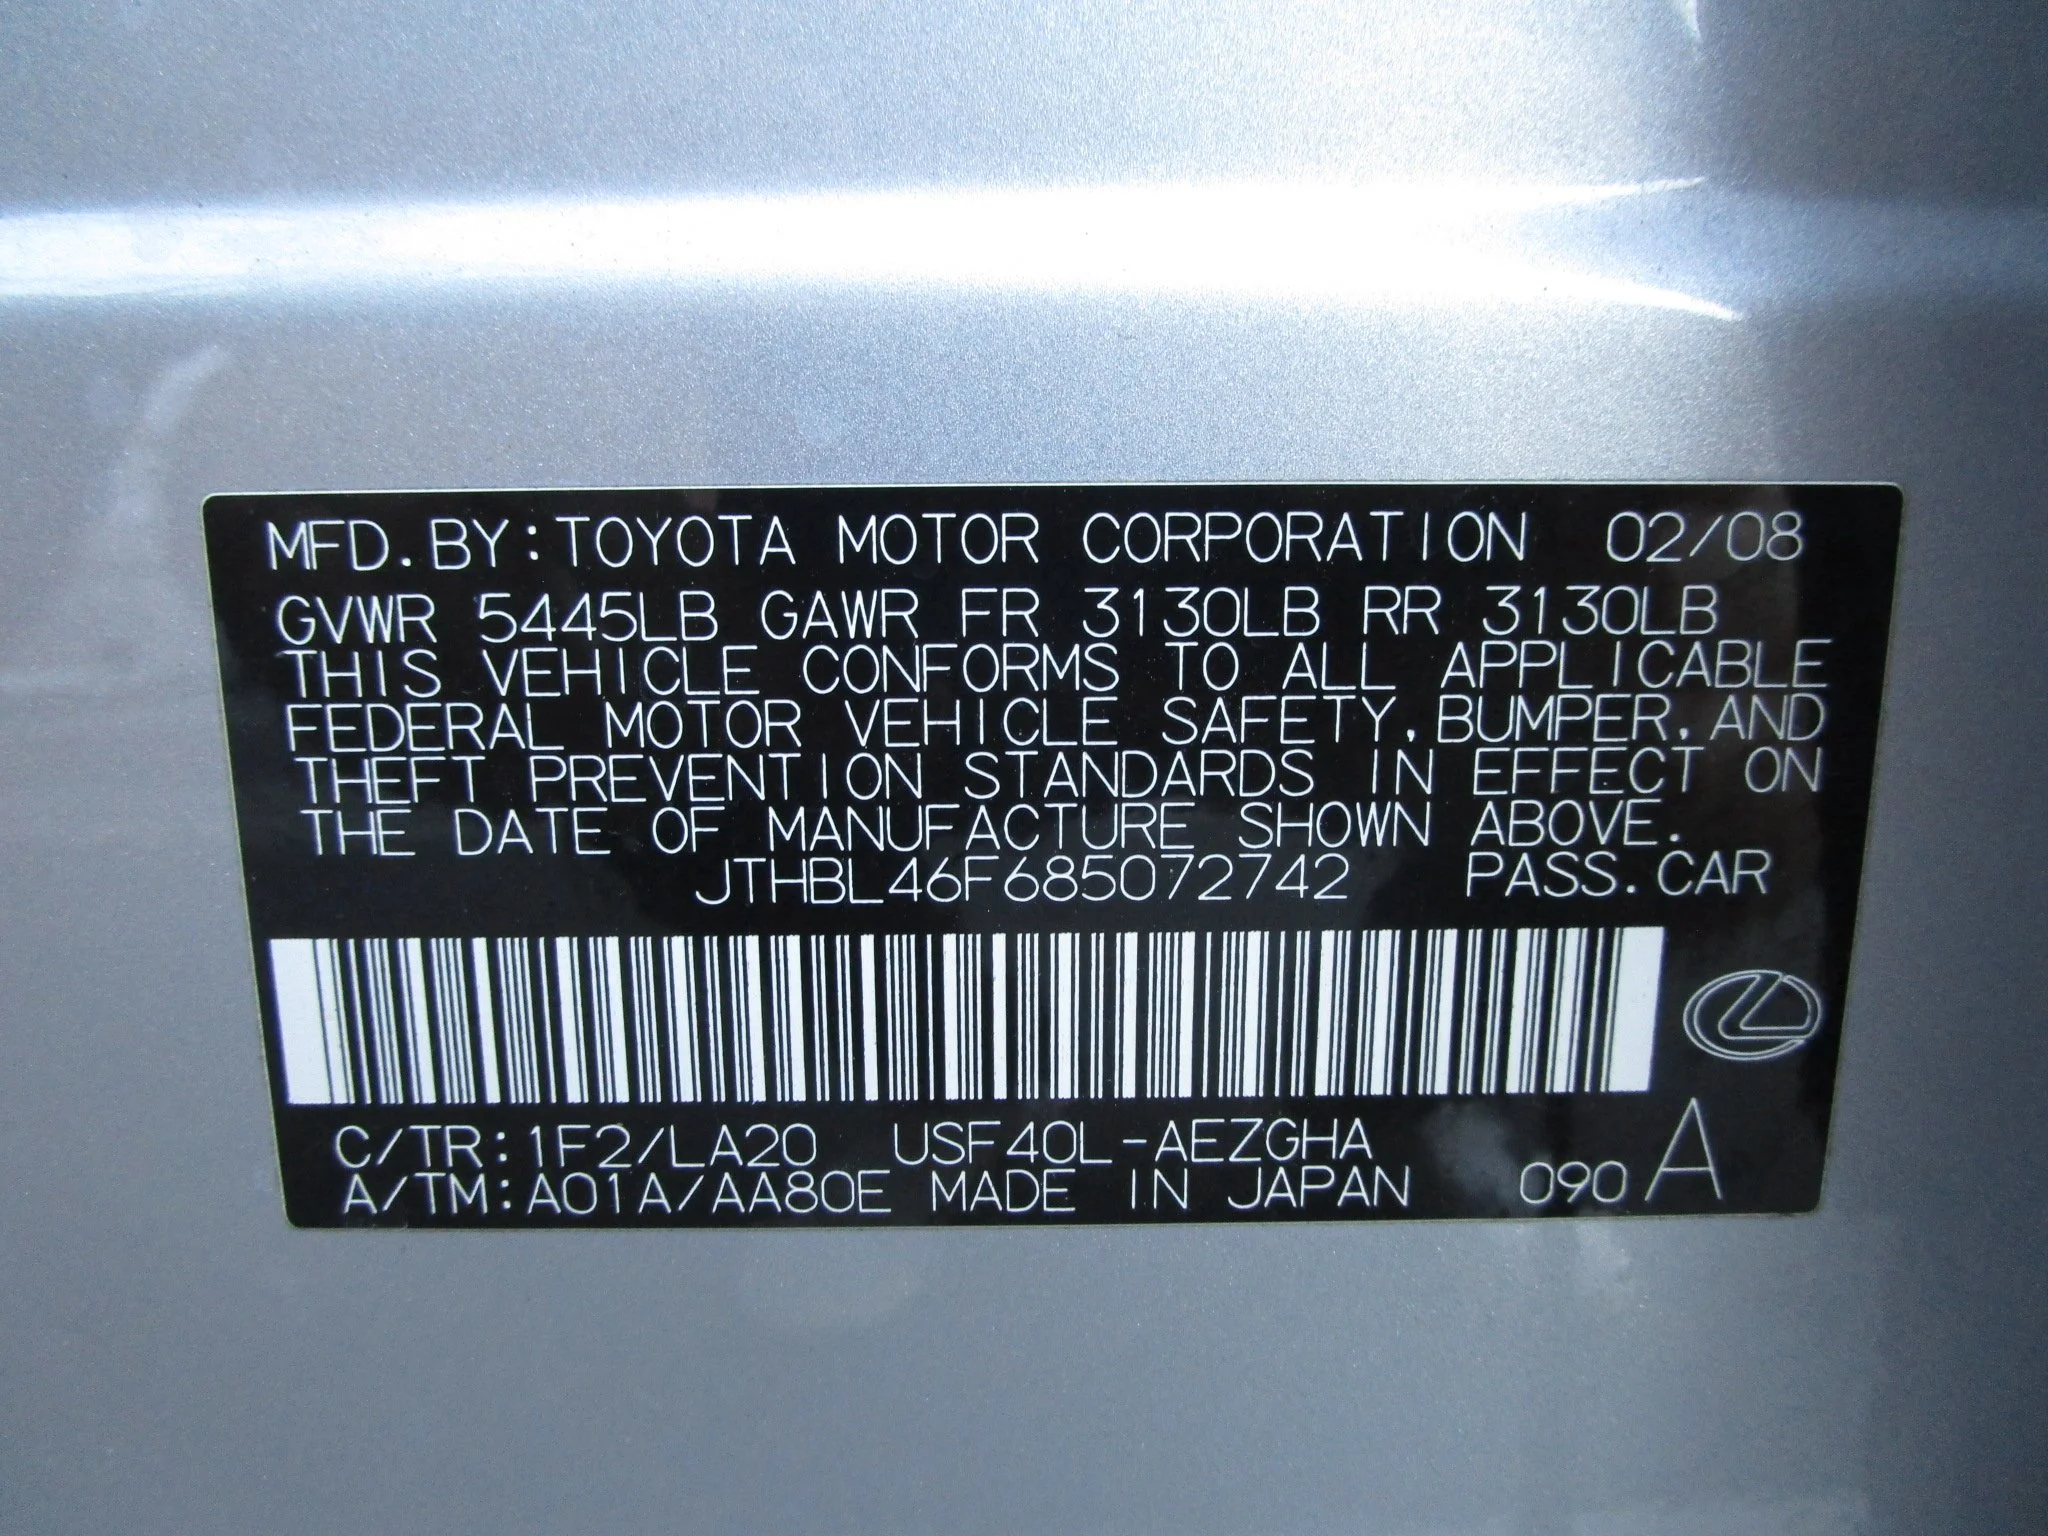 MFD.BY:TOYOTA MOTOR CORPORATION 02/08
GVWR 5445LB GAWR FR 3130LB RR 3130LB
THIS VEHICLE CONFORMS TO ALL APPLICABLE
FEDERAL MOTOR VEHICLE SAFETY,BUMPER,AND
THEFT PREVENTION STANDARDS IN EFFECT ON
THE DATE OF MANUFACTURE SHOWN ABOVE.
JTHBL46F685072742 PASS.CAR
C/TR:1F2/LA20 USF40L-AEZGHA
A/TM:A01A/AA80E MADE IN JAPAN 090 A